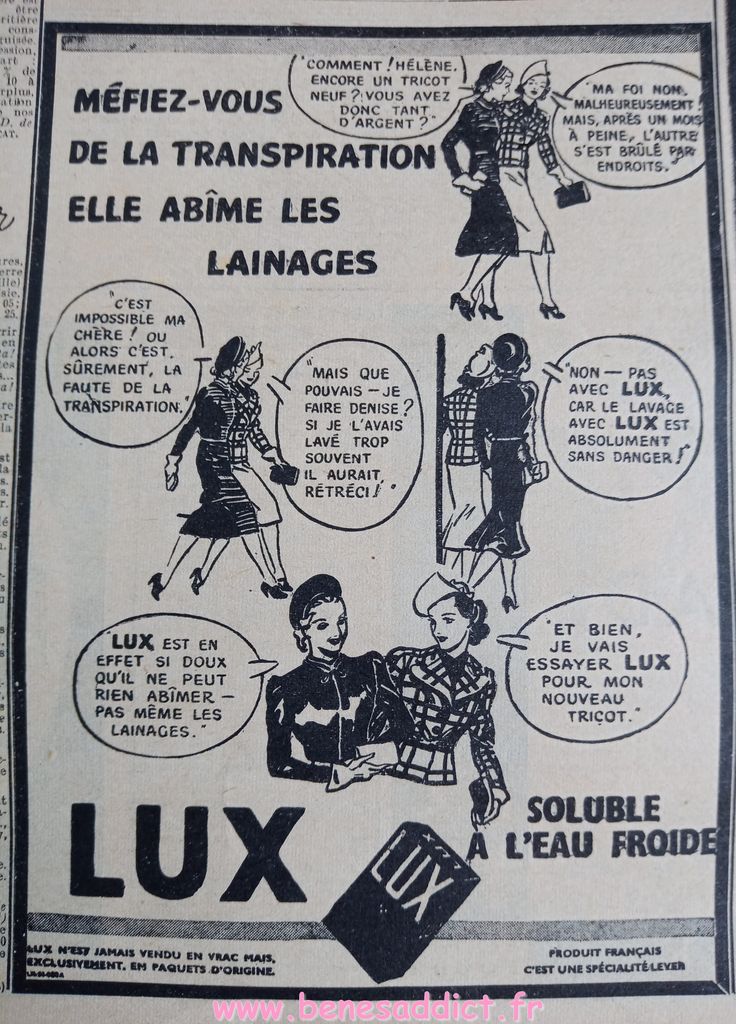 MÉFIEZ-VOUS
DE LA TRANSPIRATION
ELLE ABÎME LES
LAINAGES
"COMMENT! HÉLÈNE.
ENCORE UN TRICOT
NEUF? VOUS AVEZ
DONC TANT
D'ARGENT?"
"MA FOI NON,
MALHEUREUSEMENT!
MAIS, APRÈS UN MOIS
À PEINE, L'AUTRE
S'EST BRÛLÉ PAR
ENDROITS."
"C'EST
IMPOSSIBLE MA
CHÈRE! OU
ALORS C'EST,
SÛREMENT, LA
FAUTE DE LA
TRANSPIRATION."
"MAIS QUE
POUVAIS-JE
FAIRE DENISE?
SI JE L'AVAIS
LAVÉ TROP
SOUVENT
IL AURAIT
RÉTRÉCI!"
"NON — PAS
AVEC LUX,
CAR LE LAVAGE
AVEC LUX EST
ABSOLUMENT
SANS DANGER!"
"LUX EST EN
EFFET SI DOUX
QU'IL NE PEUT
RIEN ABÎMER —
PAS MÊME LES
LAINAGES."
"ET BIEN,
JE VAIS
ESSAYER LUX
POUR MON
NOUVEAU
TRICOT."
LUX
LUX
SOLUBLE
A L'EAU FROIDE
LUX N'EST JAMAIS VENDU EN VRAC MAIS,
EXCLUSIVEMENT, EN PAQUETS D'ORIGINE.
PRODUIT FRANÇAIS
C'EST UNE SPÉCIALITÉ LEVER
www.benesaddict.fr